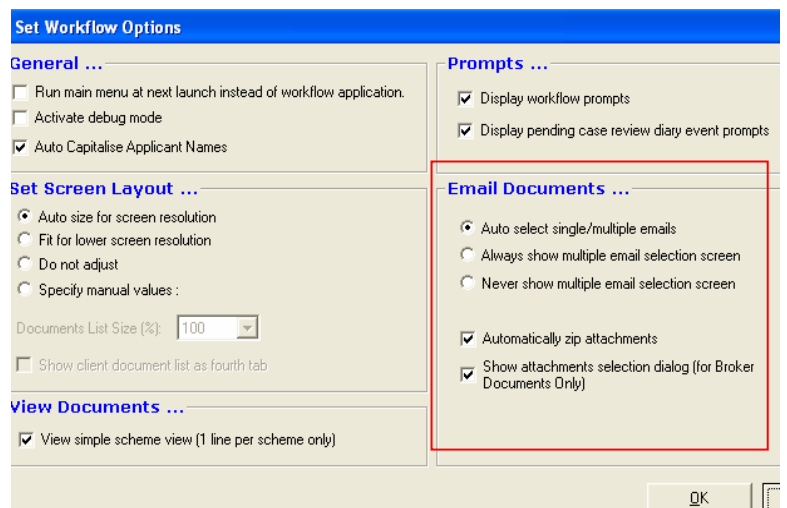 Set Workflow Options
General ...
Run main menu at next launch instead of workflow application.
Activate debug mode
Auto Capitalise Applicant Names
Set Screen Layout ...
Auto size for screen resolution
Fit for lower screen resolution
Do not adjust
Specify manual values :
Documents List Size (%): 100
Show client document list as fourth tab
View Documents ...
View simple scheme view (1 line per scheme only)
Prompts ...
Display workflow prompts
Display pending case review diary event prompts
Email Documents ...
Auto select single/multiple emails
Always show multiple email selection screen
Never show multiple email selection screen
Automatically zip attachments
Show attachments selection dialog (for Broker
Documents Only)
OK